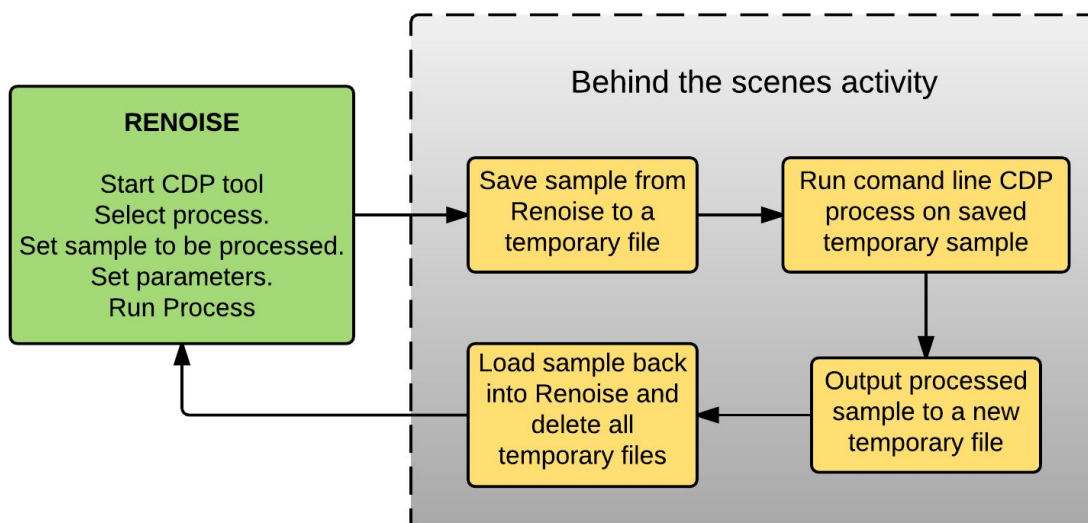 Behind the scenes activity
RENOISE
Start CDP tool
Select process.
Set sample to be processed.
Set parameters.
Run Process
Save sample from
Renoise to a
temporary file
Run comand line CDP
process on saved
temporary sample
Output processed
sample to a new
temporary file
Load sample back
into Renoise and
delete all
temporary files